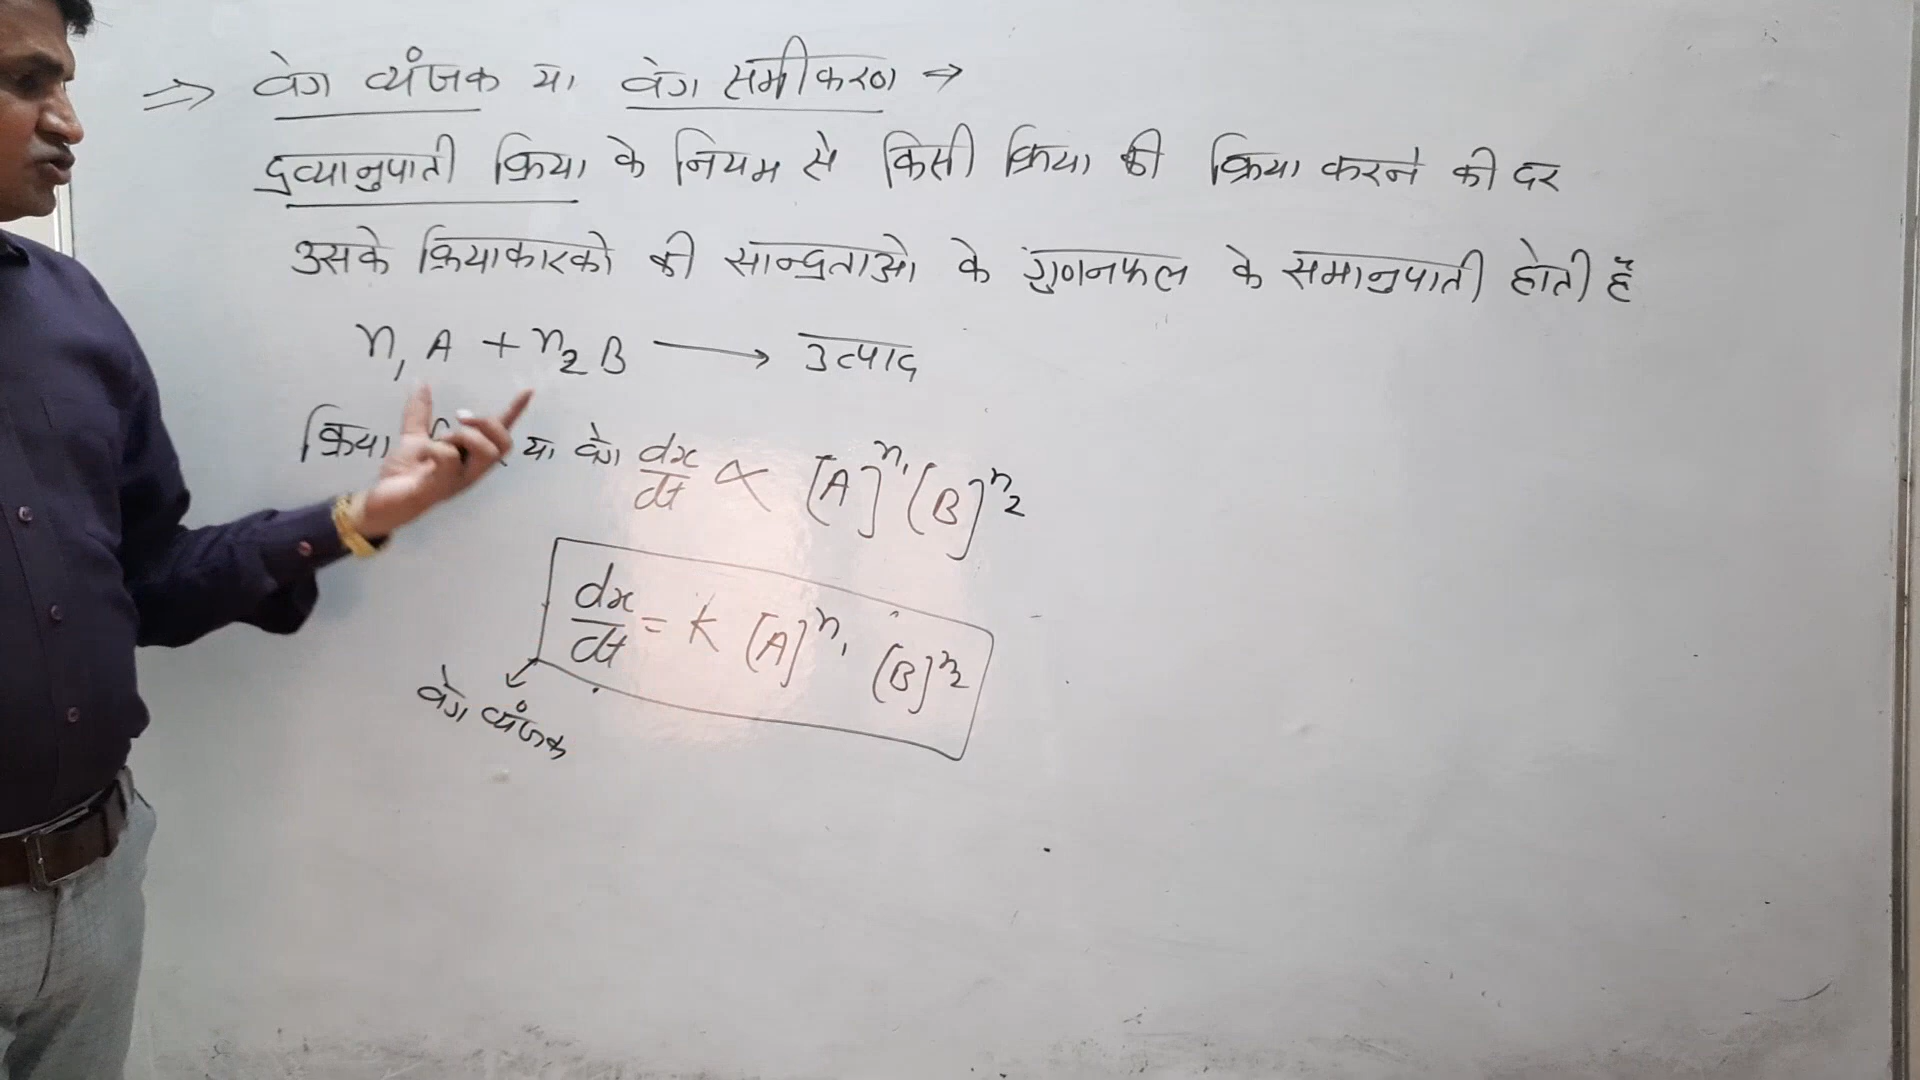 ⇒ वेग व्यंजक या वेग समीकरण →
द्रव्यानुपाती क्रिया के नियम से किसी क्रिया की क्रिया करने की दर
उसके क्रियाकारको की सान्द्रताओ के गुणनफल के समानुपाती होती है
n₁A + n₂B ⟶ उत्पाद
क्रिया या वेग dx/dt ∝ [A]^n₁ [B]^n₂
dx/dt = K [A]^n₁ [B]^n₂
वेग व्यंजक